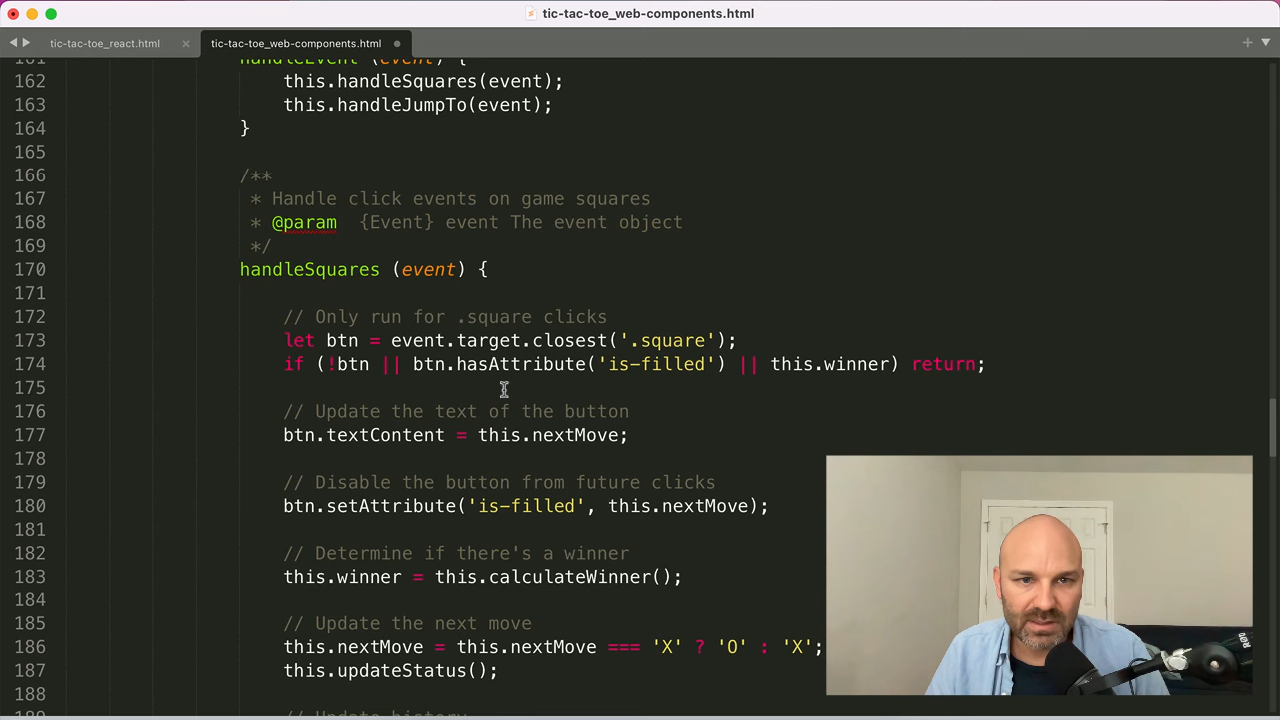 tic-tac-toe_web-components.html
tic-tac-toe_react.html
tic-tac-toe_web-components.html
161 handleEvent (event) {
162 this.handleSquares(event);
163 this.handleJumpTo(event);
164 }
165
166 /**
167 * Handle click events on game squares
168 * @param  {Event} event The event object
169 */
170 handleSquares (event) {
171
172 // Only run for .square clicks
173 let btn = event.target.closest('.square');
174 if (!btn || btn.hasAttribute('is-filled') || this.winner) return;
175
176 // Update the text of the button
177 btn.textContent = this.nextMove;
178
179 // Disable the button from future clicks
180 btn.setAttribute('is-filled', this.nextMove);
181
182 // Determine if there's a winner
183 this.winner = this.calculateWinner();
184
185 // Update the next move
186 this.nextMove = this.nextMove === 'X' ? 'O' : 'X';
187 this.updateStatus();
188
189 // Update history